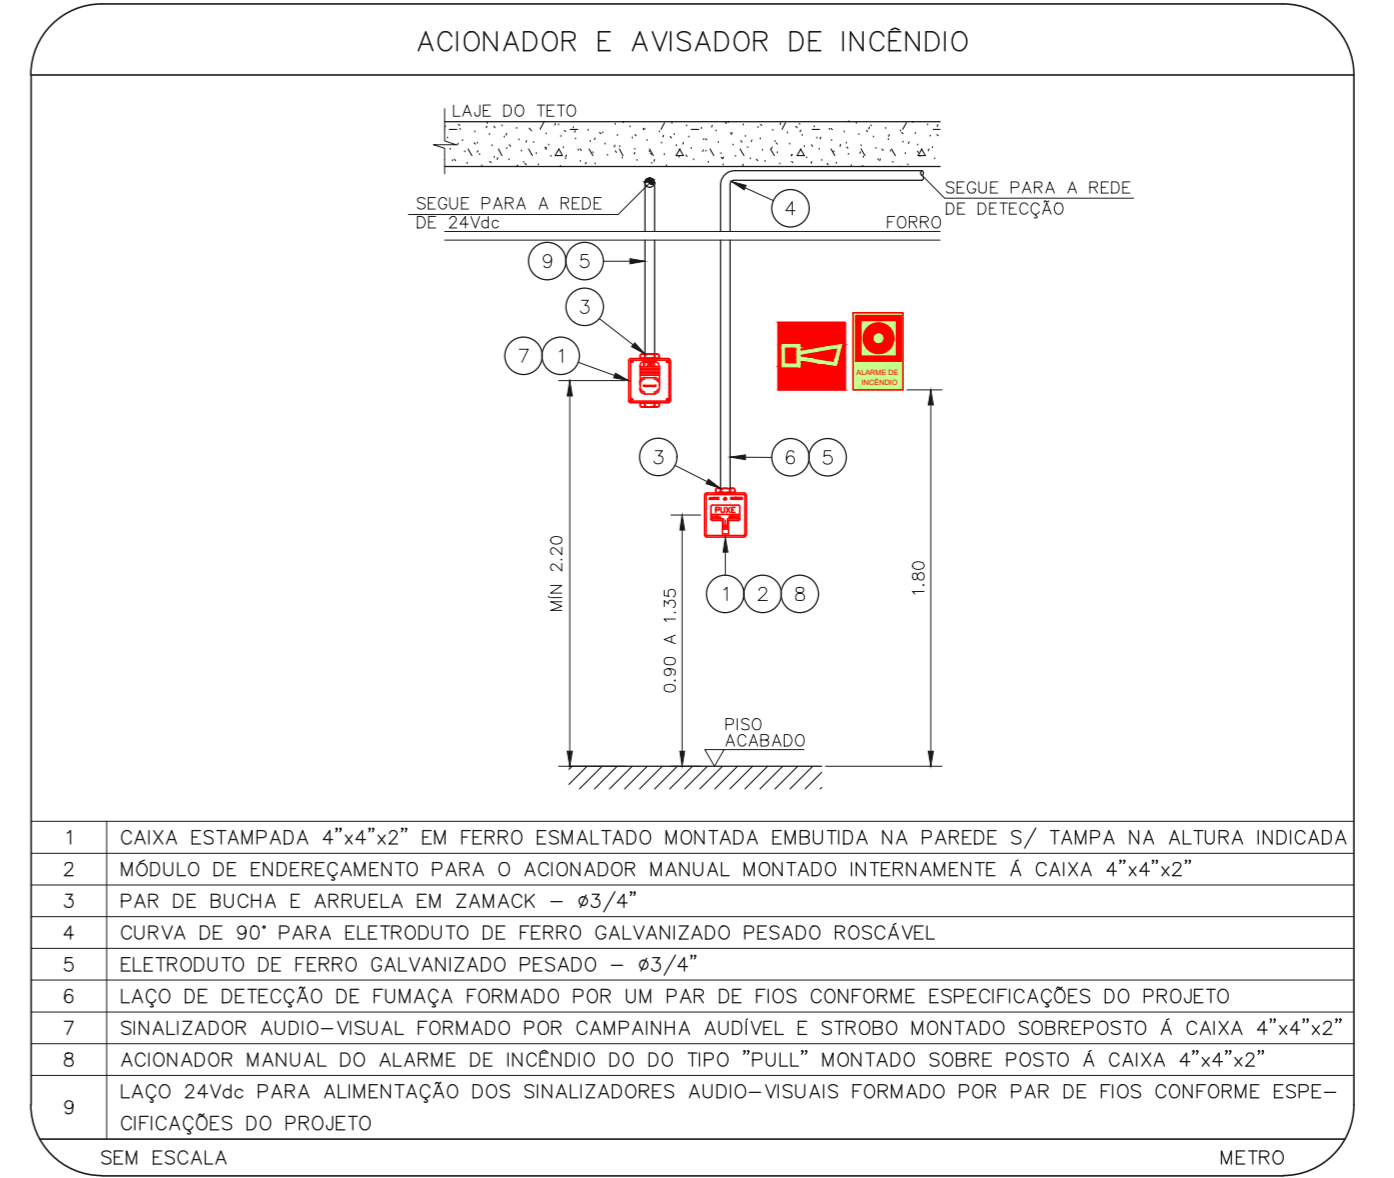 ACIONADOR E AVISADOR DE INCÊNDIO
LAJE DO TETO
SEGUE PARA A REDE
DE 24Vdc
SEGUE PARA A REDE
DE DETECÇÃO
4
FORRO
9 5
3
7 1
ALARME DE
INCÊNDIO
3
6 5
PUXE
1 2 8
MÍN 2.20
0.90 A 1.35
1.80
PISO
ACABADO
1 CAIXA ESTAMPADA 4"x4"x2" EM FERRO ESMALTADO MONTADA EMBUTIDA NA PAREDE S/ TAMPA NA ALTURA INDICADA
2 MÓDULO DE ENDEREÇAMENTO PARA O ACIONADOR MANUAL MONTADO INTERNAMENTE Á CAIXA 4"x4"x2"
3 PAR DE BUCHA E ARRUELA EM ZAMACK – ø3/4"
4 CURVA DE 90° PARA ELETRODUTO DE FERRO GALVANIZADO PESADO ROSCÁVEL
5 ELETRODUTO DE FERRO GALVANIZADO PESADO – ø3/4"
6 LAÇO DE DETECÇÃO DE FUMAÇA FORMADO POR UM PAR DE FIOS CONFORME ESPECIFICAÇÕES DO PROJETO
7 SINALIZADOR AUDIO–VISUAL FORMADO POR CAMPAINHA AUDÍVEL E STROBO MONTADO SOBREPOSTO Á CAIXA 4"x4"x2"
8 ACIONADOR MANUAL DO ALARME DE INCÊNDIO DO DO TIPO "PULL" MONTADO SOBRE POSTO Á CAIXA 4"x4"x2"
9 LAÇO 24Vdc PARA ALIMENTAÇÃO DOS SINALIZADORES AUDIO–VISUAIS FORMADO POR PAR DE FIOS CONFORME ESPE–
CIFICAÇÕES DO PROJETO
SEM ESCALA
METRO